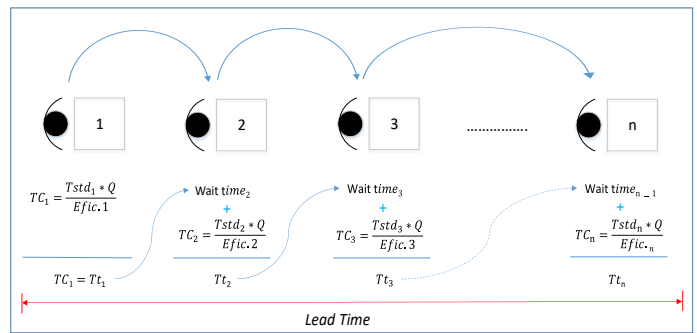 1 2 3 ................ n
Wait time₂ Wait time₃ Wait timeₙ ₋ ₁
TC₁ = Tstd₁ * Q / Efic.1
+ + +
TC₂ = Tstd₂ * Q / Efic.2
TC₃ = Tstd₃ * Q / Efic.3
TCₙ = Tstdₙ * Q / Efic.ₙ
TC₁ = Tt₁ Tt₂ Tt₃ Ttₙ
Lead Time